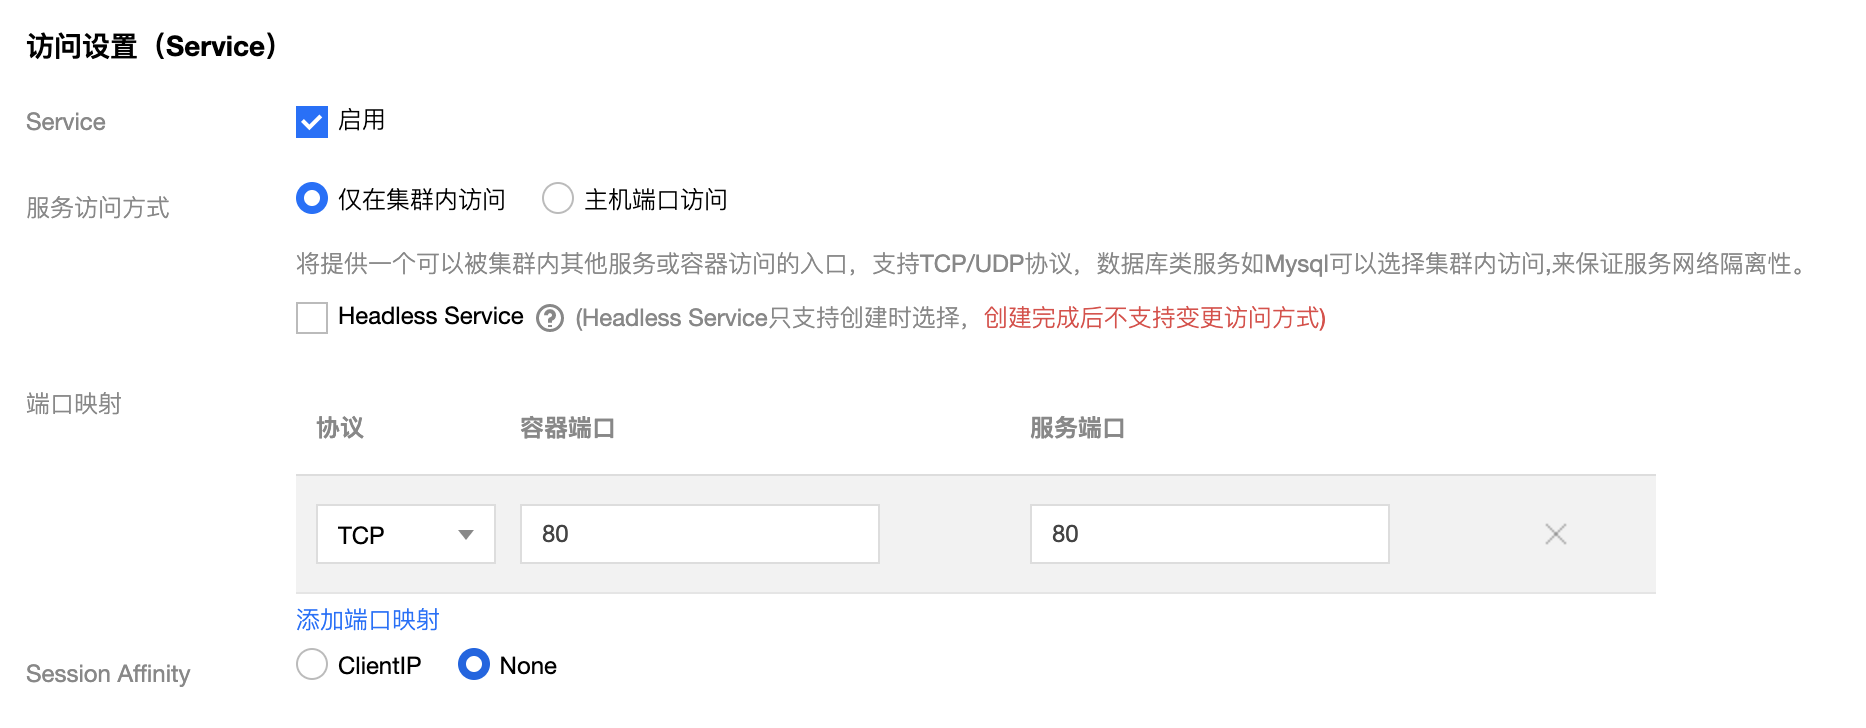 访问设置（Service）
Service 启用
服务访问方式 仅在集群内访问 主机端口访问
将提供一个可以被集群内其他服务或容器访问的入口，支持TCP/UDP协议，数据库类服务如Mysql可以选择集群内访问,来保证服务网络隔离性。
Headless Service ? (Headless Service只支持创建时选择，创建完成后不支持变更访问方式)
端口映射
协议 容器端口 服务端口
TCP 80 80
添加端口映射
Session Affinity ClientIP None